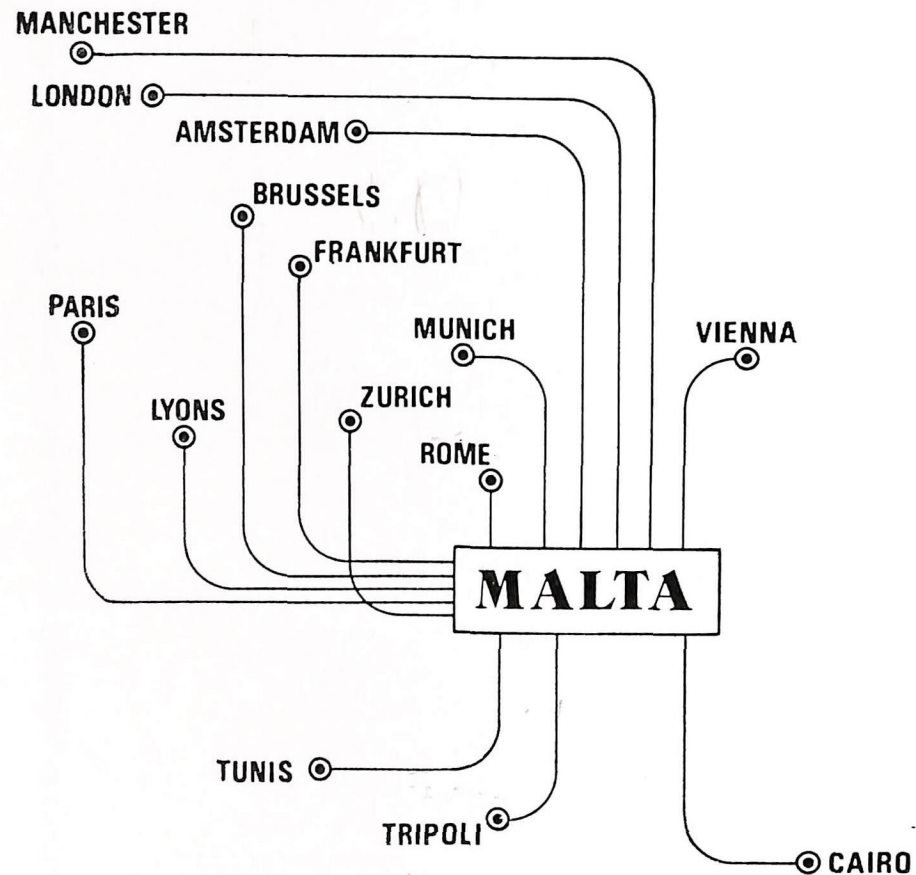 MANCHESTER
LONDON
AMSTERDAM
BRUSSELS
FRANKFURT
PARIS
MUNICH
VIENNA
LYONS
ZURICH
ROME
MALTA
TUNIS
TRIPOLI
CAIRO